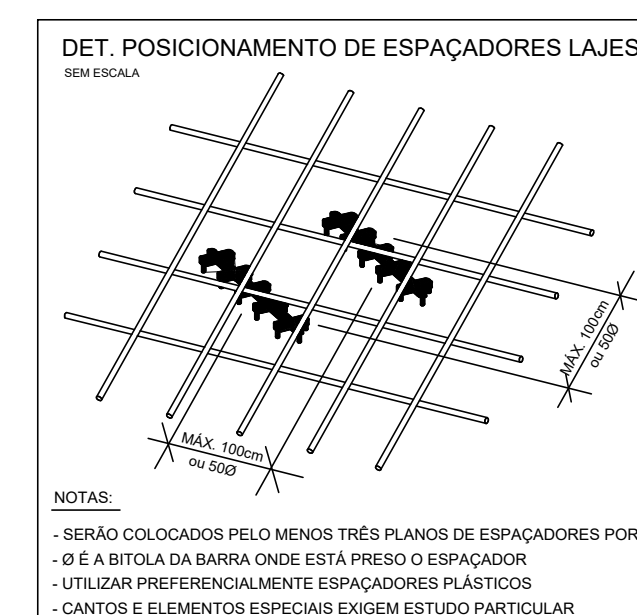 DET. POSICIONAMENTO DE ESPAÇADORES LAJES
SEM ESCALA
MÁX. 100cm
ou 50Ø
MÁX. 100cm
ou 50Ø
NOTAS:
- SERÃO COLOCADOS PELO MENOS TRÊS PLANOS DE ESPAÇADORES POR
- Ø É A BITOLA DA BARRA ONDE ESTÁ PRESO O ESPAÇADOR
- UTILIZAR PREFERENCIALMENTE ESPAÇADORES PLÁSTICOS
- CANTOS E ELEMENTOS ESPECIAIS EXIGEM ESTUDO PARTICULAR